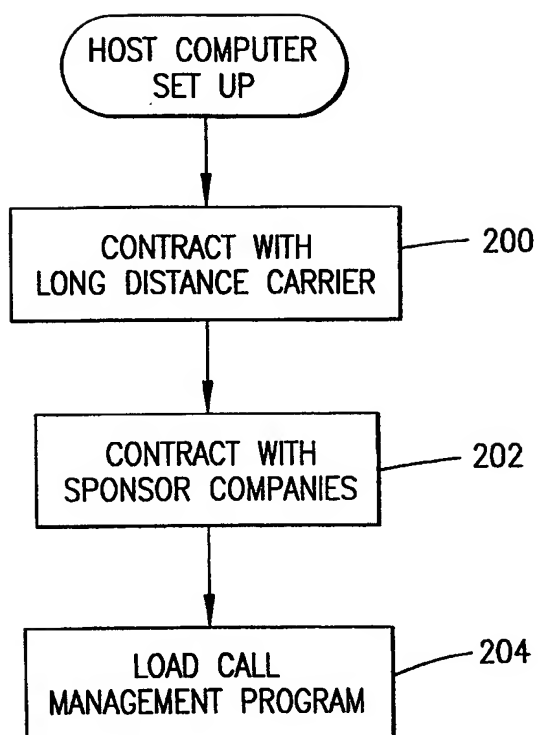 HOST COMPUTER
SET UP
CONTRACT WITH
LONG DISTANCE CARRIER
200
CONTRACT WITH
SPONSOR COMPANIES
202
LOAD CALL
MANAGEMENT PROGRAM
204